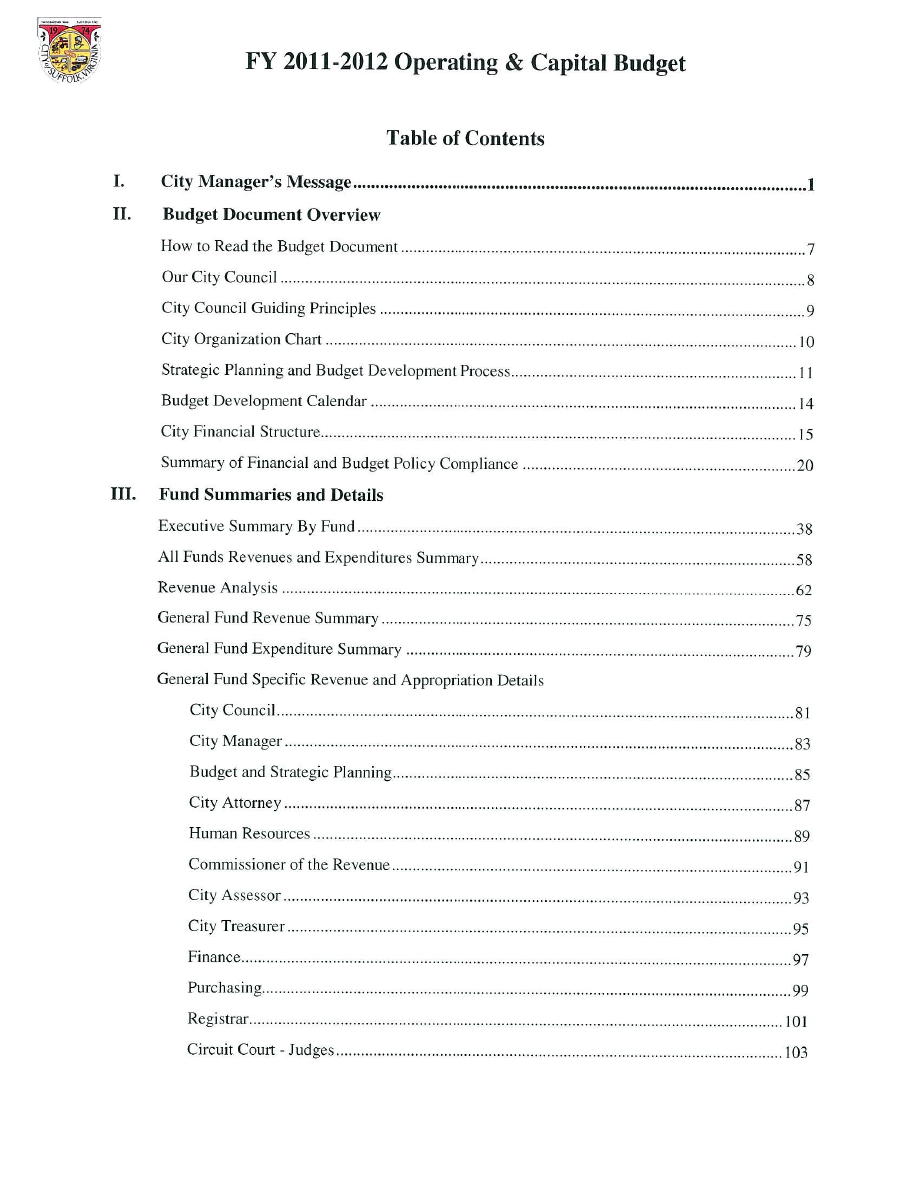 19 74
CITY of SUFFOLK, VIRGINIA
FY 2011-2012 Operating & Capital Budget
Table of Contents
I. City Manager's Message 1
II. Budget Document Overview
How to Read the Budget Document 7
Our City Council 8
City Council Guiding Principles 9
City Organization Chart 10
Strategic Planning and Budget Development Process 11
Budget Development Calendar 14
City Financial Structure 15
Summary of Financial and Budget Policy Compliance 20
III. Fund Summaries and Details
Executive Summary By Fund 38
All Funds Revenues and Expenditures Summary 58
Revenue Analysis 62
General Fund Revenue Summary 75
General Fund Expenditure Summary 79
General Fund Specific Revenue and Appropriation Details
City Council 81
City Manager 83
Budget and Strategic Planning 85
City Attorney 87
Human Resources 89
Commissioner of the Revenue 91
City Assessor 93
City Treasurer 95
Finance 97
Purchasing 99
Registrar 101
Circuit Court - Judges 103